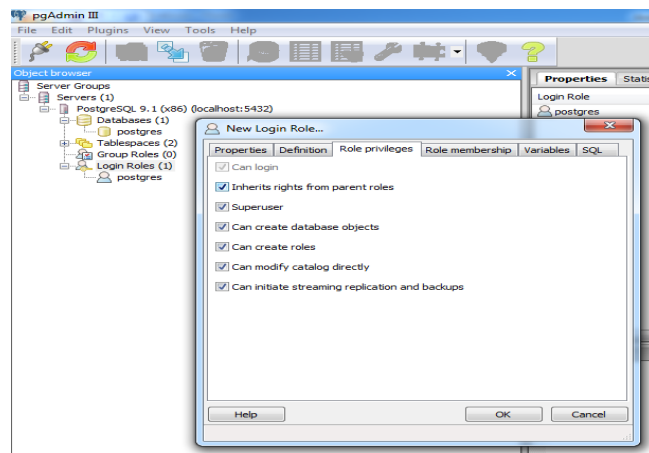 pgAdmin III
File Edit Plugins View Tools Help
Object browser
Server Groups
Servers (1)
PostgreSQL 9.1 (x86) (localhost:5432)
Databases (1)
postgres
Tablespaces (2)
Group Roles (0)
Login Roles (1)
postgres
Properties Statis
Login Role
postgres
New Login Role...
Properties Definition Role privileges Role membership Variables SQL
Can login
Inherits rights from parent roles
Superuser
Can create database objects
Can create roles
Can modify catalog directly
Can initiate streaming replication and backups
Help OK Cancel